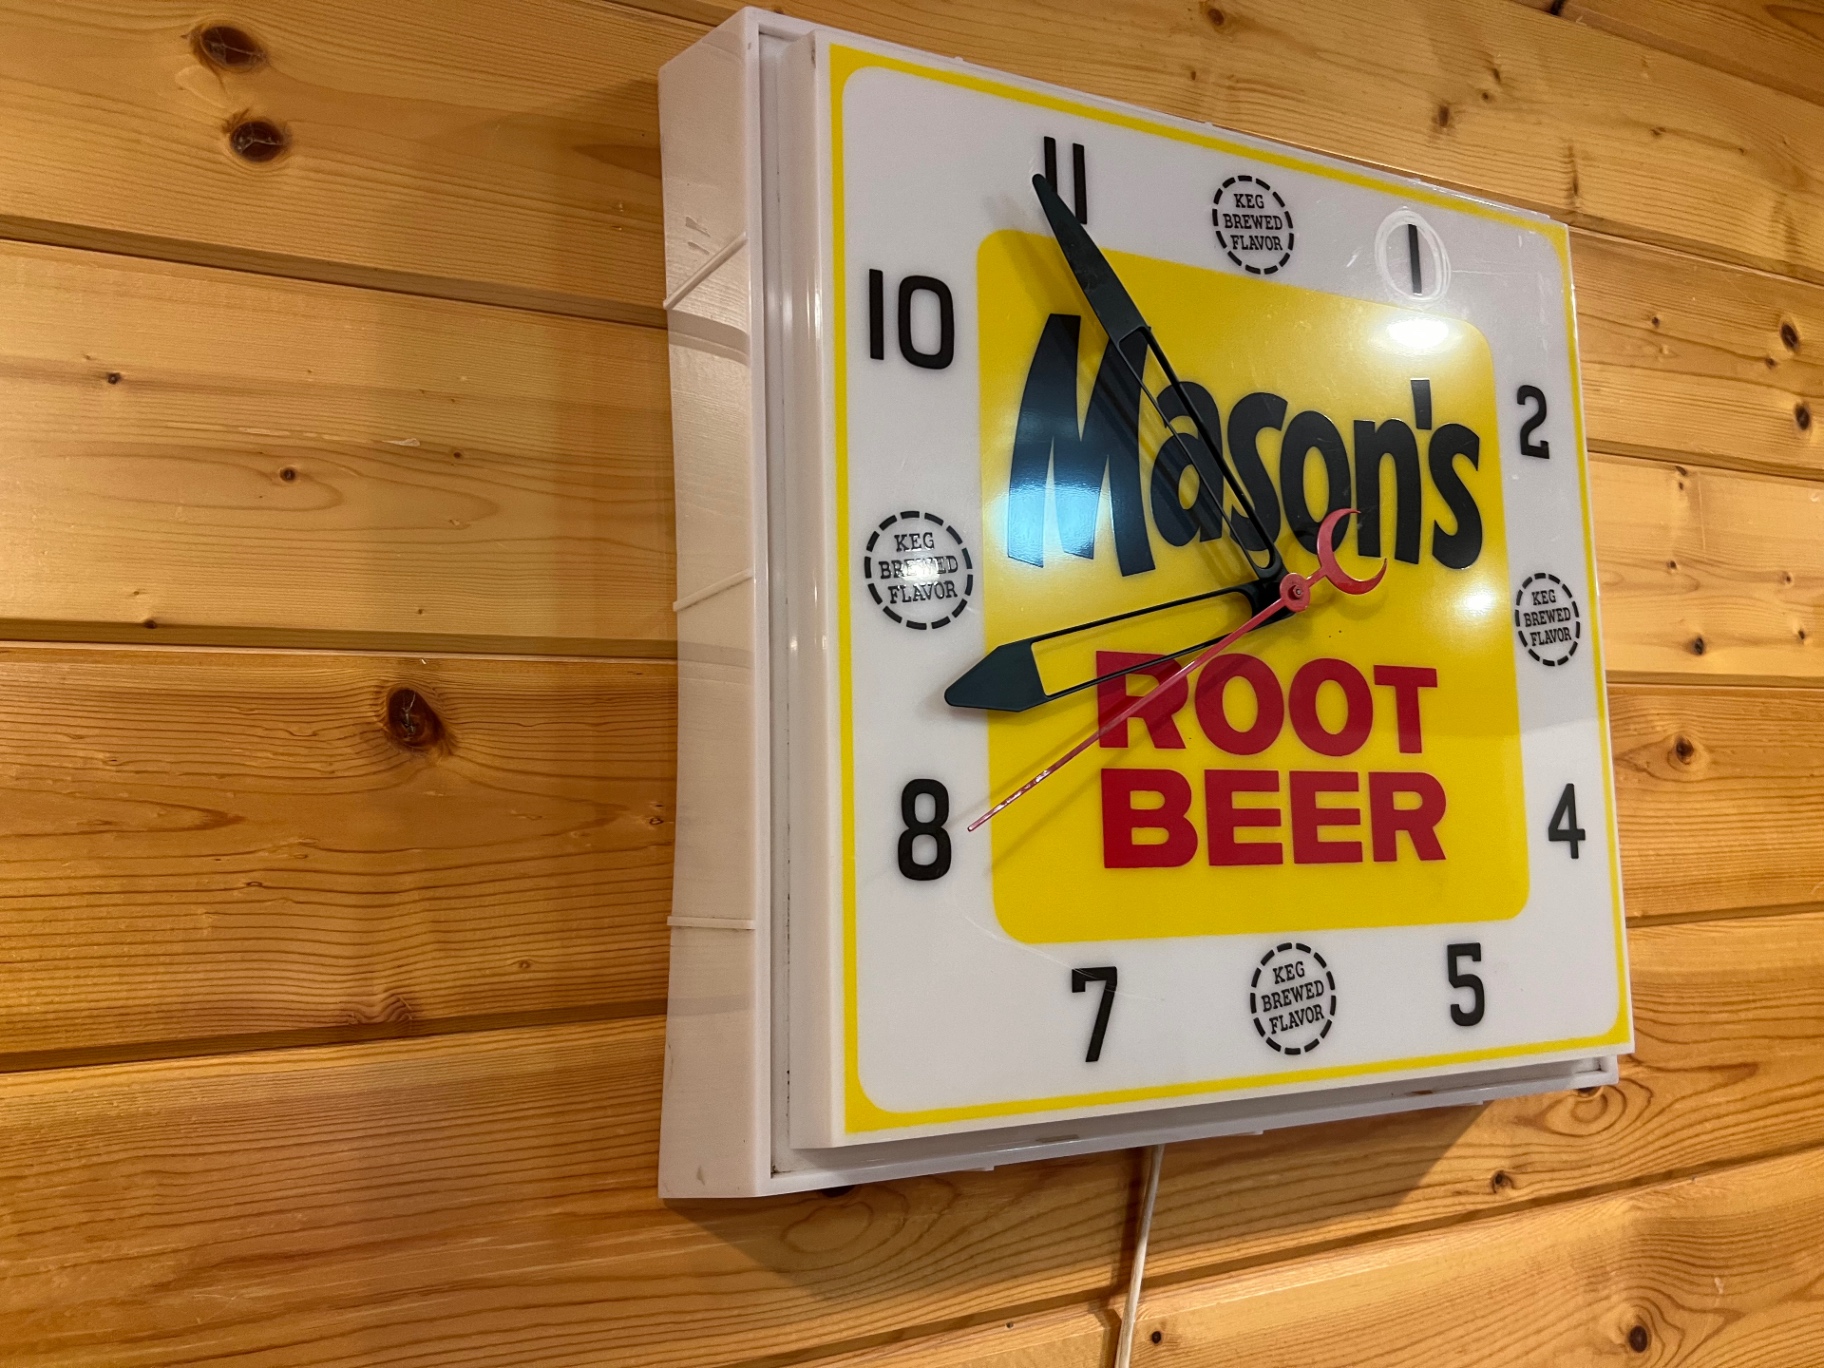 11
KEG
BREWED
FLAVOR
1
10
2
Mason's
KEG
BREWED
FLAVOR
KEG
BREWED
FLAVOR
ROOT
BEER
8
4
7
KEG
BREWED
FLAVOR
5